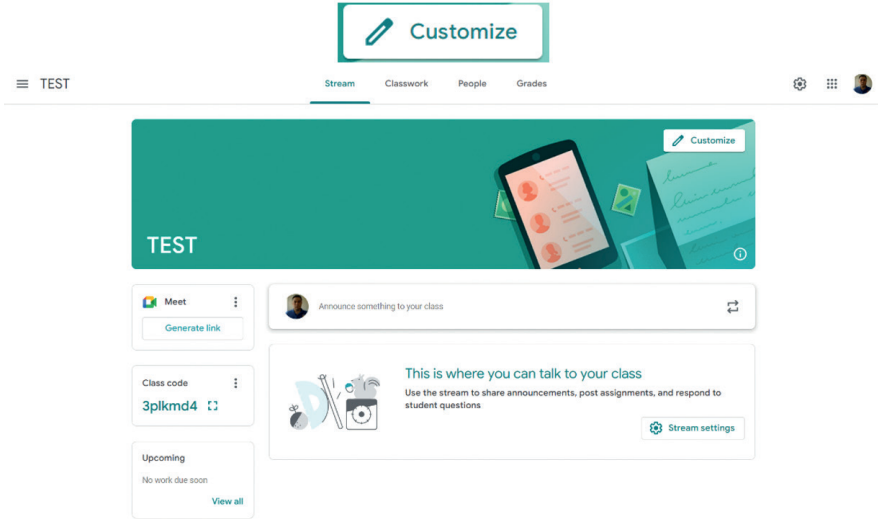 Customize
TEST
Stream Classwork People Grades
Customize
TEST
Meet
Generate link
Announce something to your class
Class code
3plkmd4
This is where you can talk to your class
Use the stream to share announcements, post assignments, and respond to
student questions
Stream settings
Upcoming
No work due soon
View all